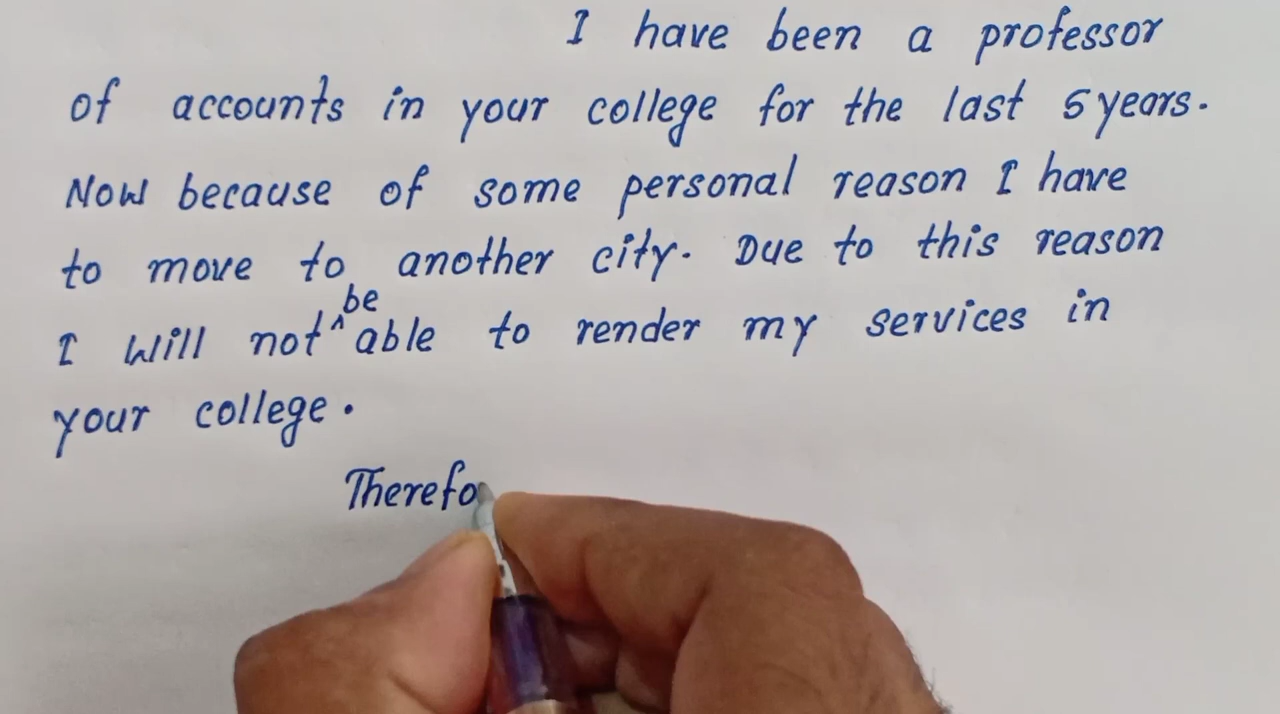 I have been a professor
of accounts in your college for the last 5 years.
Now because of some personal reason I have
to move to another city. Due to this reason
I will not ^be able to render my services in
your college.
Therefo